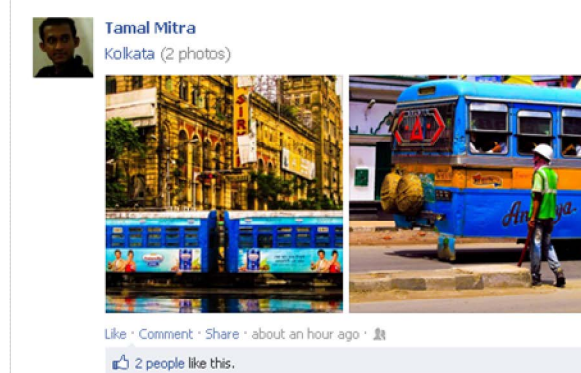 Tamal Mitra
Kolkata (2 photos)
Like · Comment · Share · about an hour ago ·
2 people like this.